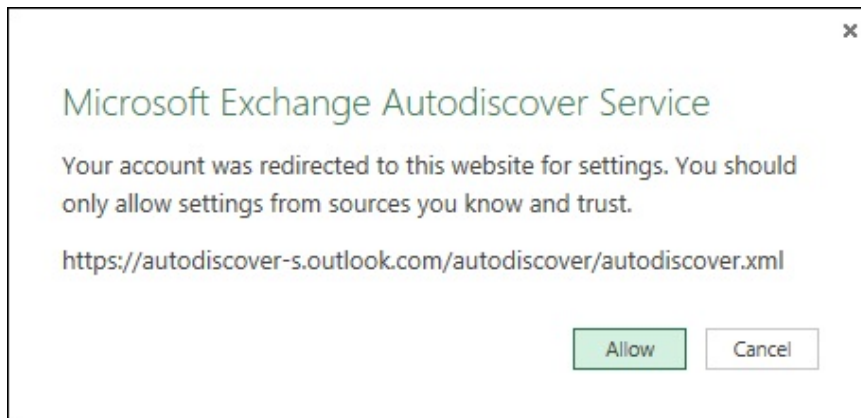 Microsoft Exchange Autodiscover Service
Your account was redirected to this website for settings. You should
only allow settings from sources you know and trust.
https://autodiscover-s.outlook.com/autodiscover/autodiscover.xml
Allow
Cancel